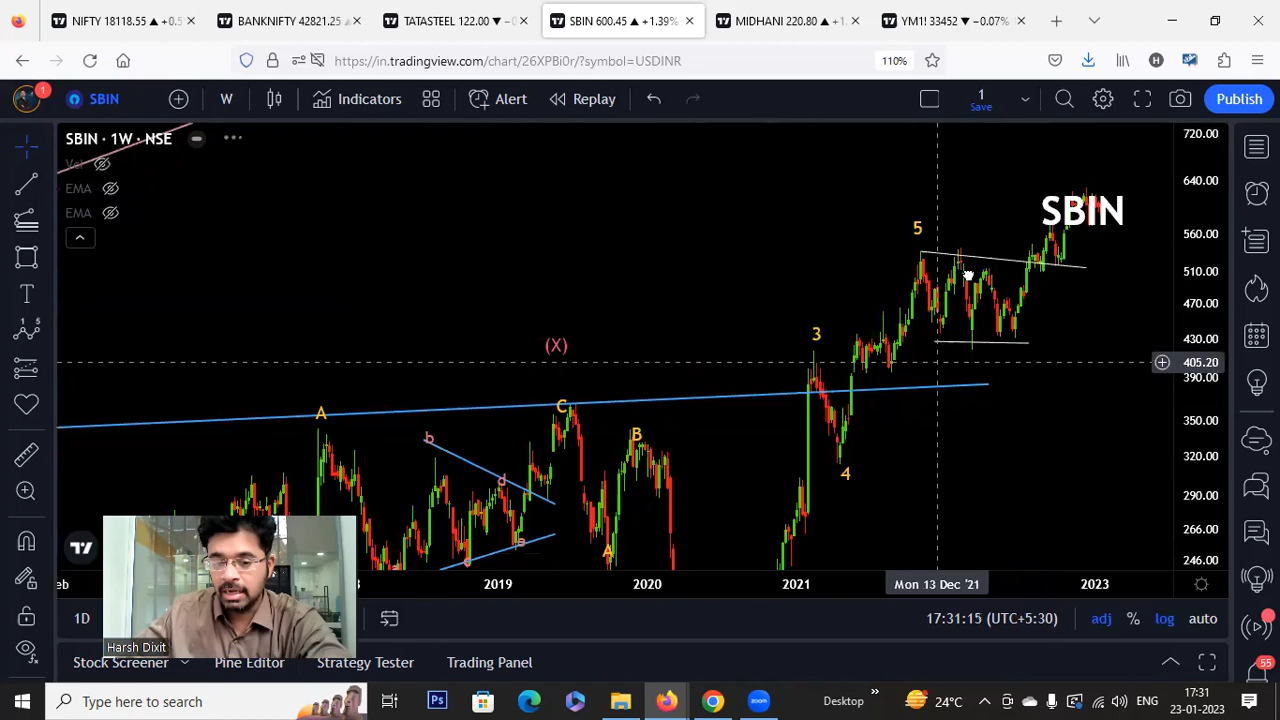 NIFTY 18118.55 ▲ +0.5
BANKNIFTY 42821.25
TATASTEEL 122.00 ▼ −0
SBIN 600.45 ▲ +1.39%
MIDHANI 220.80 ▲ +1.
YM1! 33452 ▼ −0.07%
https://in.tradingview.com/chart/26XPBi0r/?symbol=USDINR
110%
1
SBIN
W
Indicators
Alert
Replay
1
Save
Publish
SBIN · 1W · NSE
Vol
EMA
EMA
SBIN
5
3
4
(X)
A
C
B
b
d
A
720.00
640.00
560.00
510.00
470.00
430.00
405.20
390.00
350.00
320.00
290.00
266.00
246.00
eb
2019
2020
2021
Mon 13 Dec '21
2023
1D
17:31:15 (UTC+5:30)
adj
%
log
auto
Harsh Dixit
Stock Screener
Pine Editor
Strategy Tester
Trading Panel
55
Type here to search
Ps
zoom
Desktop
24°C
ENG
17:31
23-01-2023